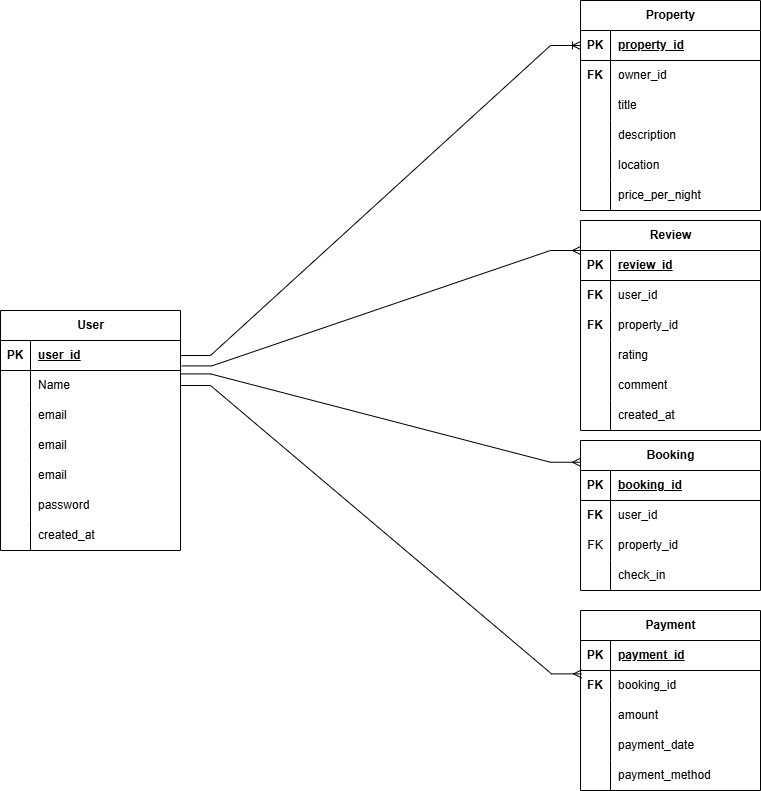 Property
PK property_id
FK owner_id
title
description
location
price_per_night
Review
PK review_id
FK user_id
FK property_id
rating
comment
created_at
User
PK user_id
Name
email
email
email
password
created_at
Booking
PK booking_id
FK user_id
FK property_id
check_in
Payment
PK payment_id
FK booking_id
amount
payment_date
payment_method